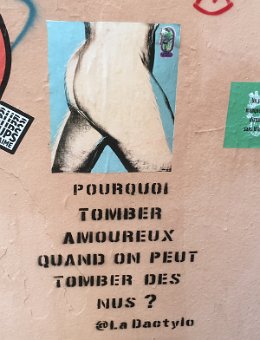 POURQUOI
TOMBER
AMOUREUX
QUAND ON PEUT
TOMBER DES
NUS ?
@La Dactylo